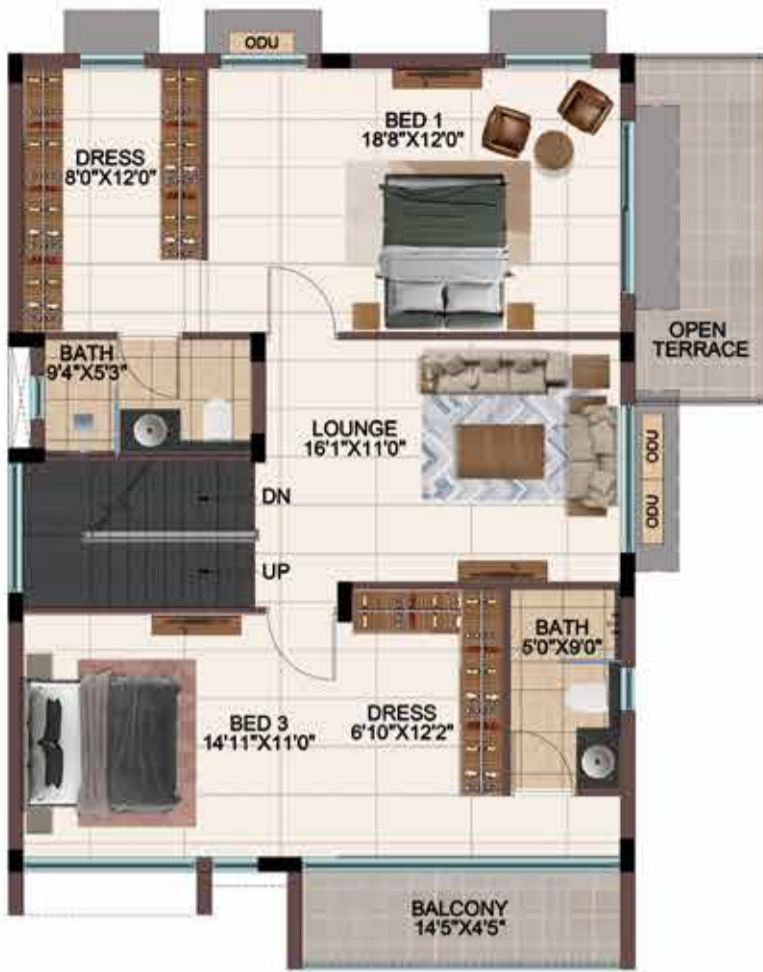 ODU
BED 1
18'8"X12'0"
DRESS
8'0"X12'0"
OPEN
TERRACE
BATH
9'4"X5'3"
LOUNGE
16'1"X11'0"
ODU
ODU
DN
UP
BATH
5'0"X9'0"
BED 3
14'11"X11'0"
DRESS
6'10"X12'2"
BALCONY
14'5"X4'5"